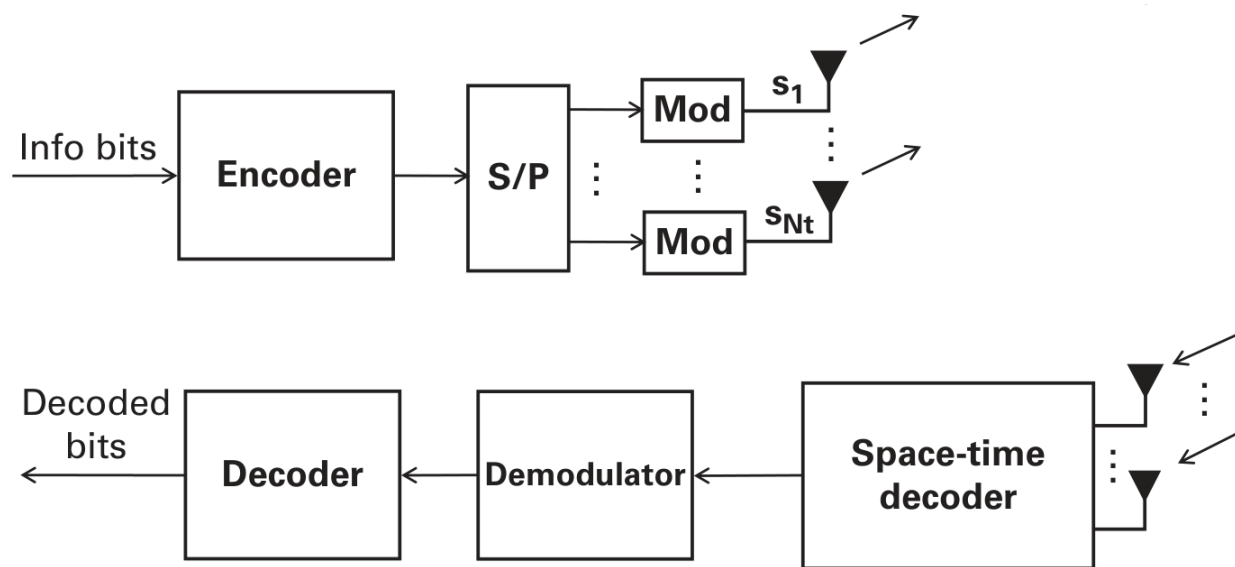 Info bits
Encoder
S/P
Mod
s1
Mod
sNt
Decoded
bits
Decoder
Demodulator
Space-time
decoder